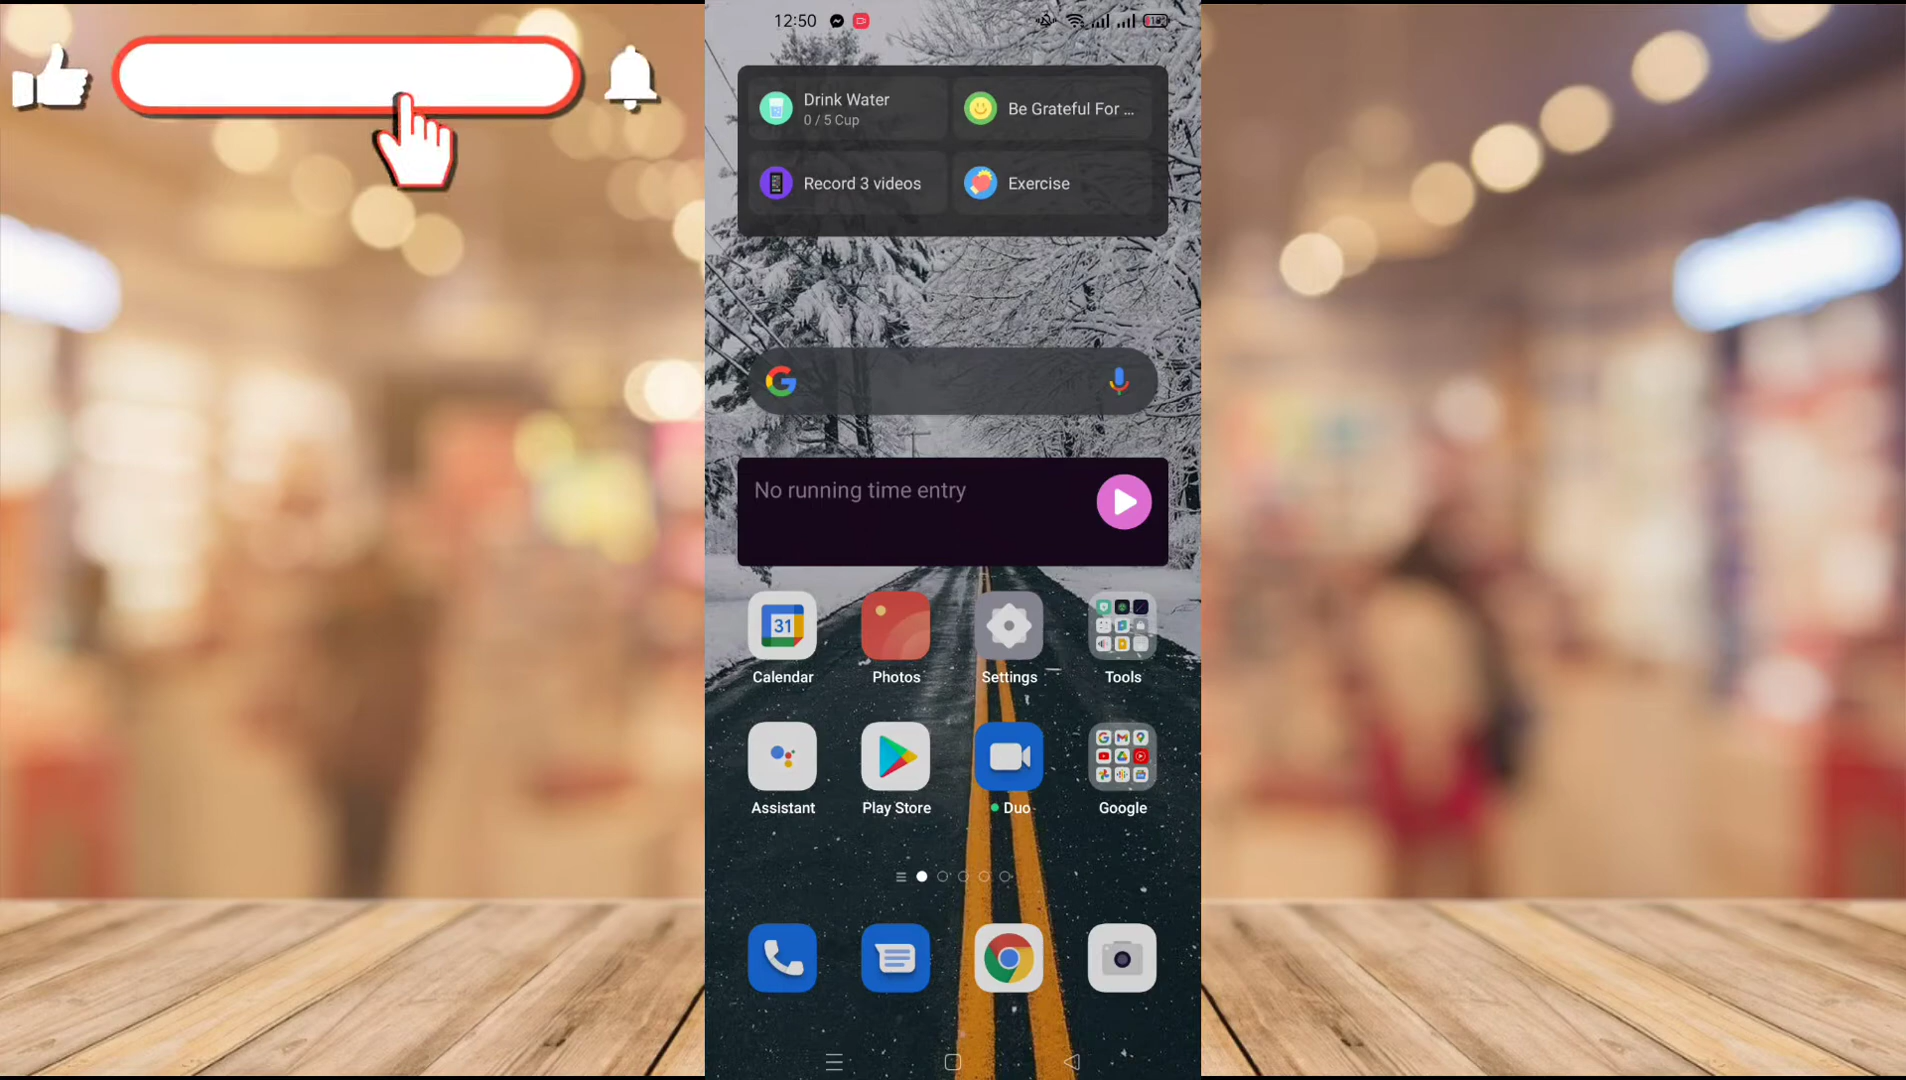 12:50
Drink Water
0 / 5 Cup
Be Grateful For ...
Record 3 videos
Exercise
No running time entry
31
Calendar
Photos
Settings
Tools
Assistant
Play Store
Duo
Google